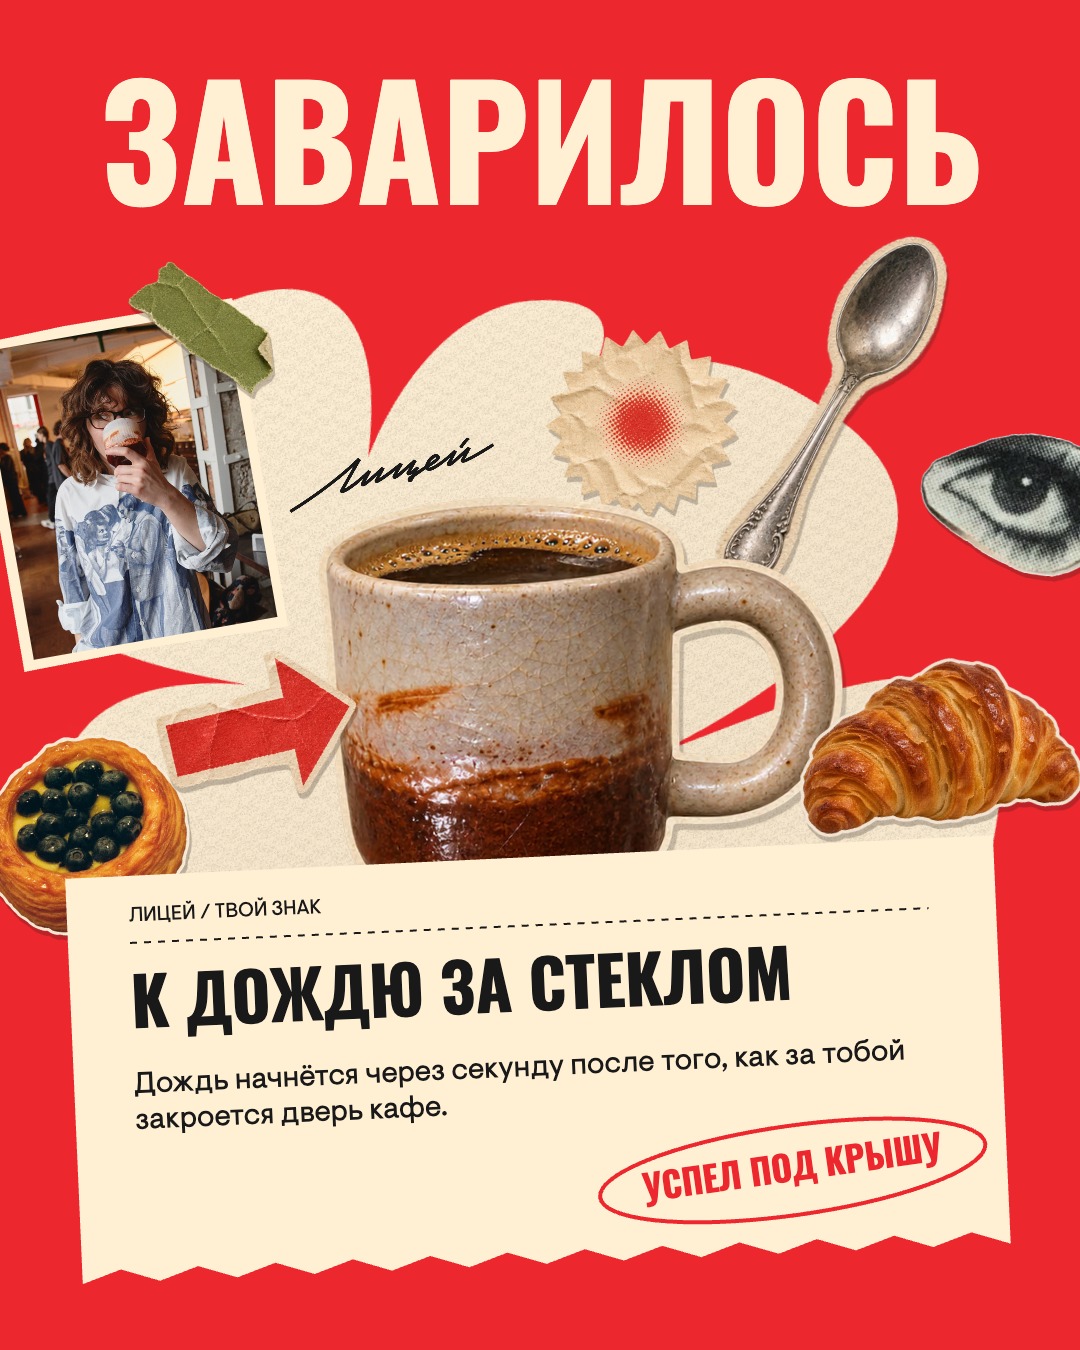 ЗАВАРИЛОСЬ
Лицей
ЛИЦЕЙ / ТВОЙ ЗНАК
К ДОЖДЮ ЗА СТЕКЛОМ
Дождь начнётся через секунду после того, как за тобой
закроется дверь кафе.
УСПЕЛ ПОД КРЫШУ